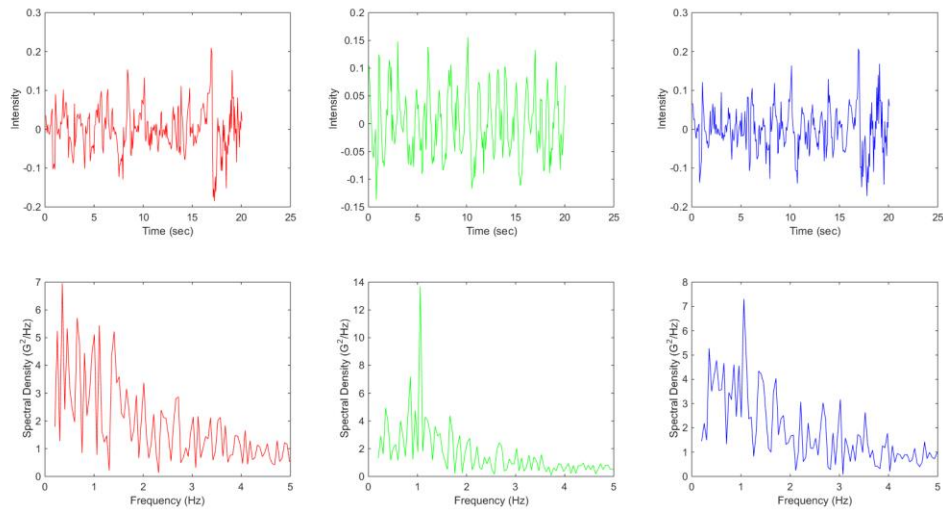 0.3
0.2
0.1
0
-0.1
-0.2
Intensity
0 5 10 15 20 25
Time (sec)
0.15
0.1
0.05
0
-0.05
-0.1
-0.15
Intensity
0 5 10 15 20 25
Time (sec)
0.3
0.2
0.1
0
-0.1
-0.2
Intensity
0 5 10 15 20 25
Time (sec)
7
6
5
4
3
2
1
0
Spectral Density (G²/Hz)
0 1 2 3 4 5
Frequency (Hz)
14
12
10
8
6
4
2
0
Spectral Density (G²/Hz)
0 1 2 3 4 5
Frequency (Hz)
8
7
6
5
4
3
2
1
0
Spectral Density (G²/Hz)
0 1 2 3 4 5
Frequency (Hz)